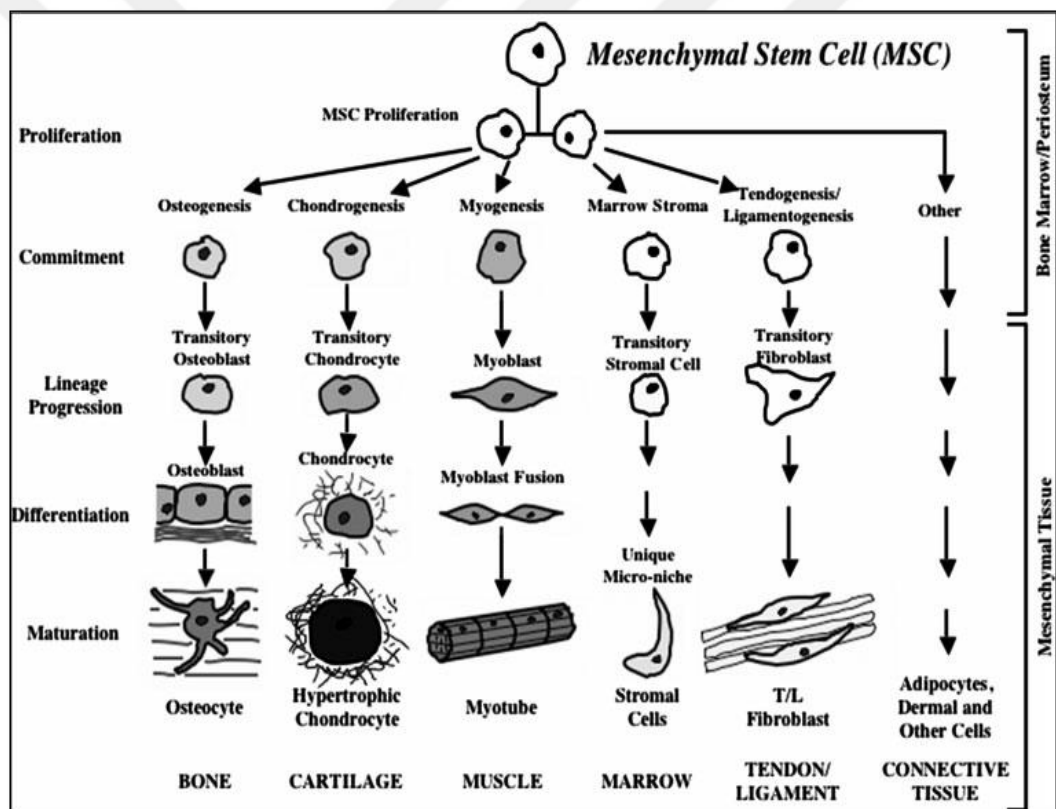 Mesenchymal Stem Cell (MSC)
MSC Proliferation
Proliferation
Osteogenesis
Chondrogenesis
Myogenesis
Marrow Stroma
Tendogenesis/
Ligamentogenesis
Other
Commitment
Transitory
Osteoblast
Transitory
Chondrocyte
Myoblast
Transitory
Stromal Cell
Transitory
Fibroblast
Lineage
Progression
Osteoblast
Chondrocyte
Myoblast Fusion
Differentiation
Unique
Micro-niche
Maturation
Osteocyte
Hypertrophic
Chondrocyte
Myotube
Stromal
Cells
T/L
Fibroblast
Adipocytes,
Dermal and
Other Cells
BONE
CARTILAGE
MUSCLE
MARROW
TENDON/
LIGAMENT
CONNECTIVE
TISSUE
Bone Marrow/Periosteum
Mesenchymal Tissue